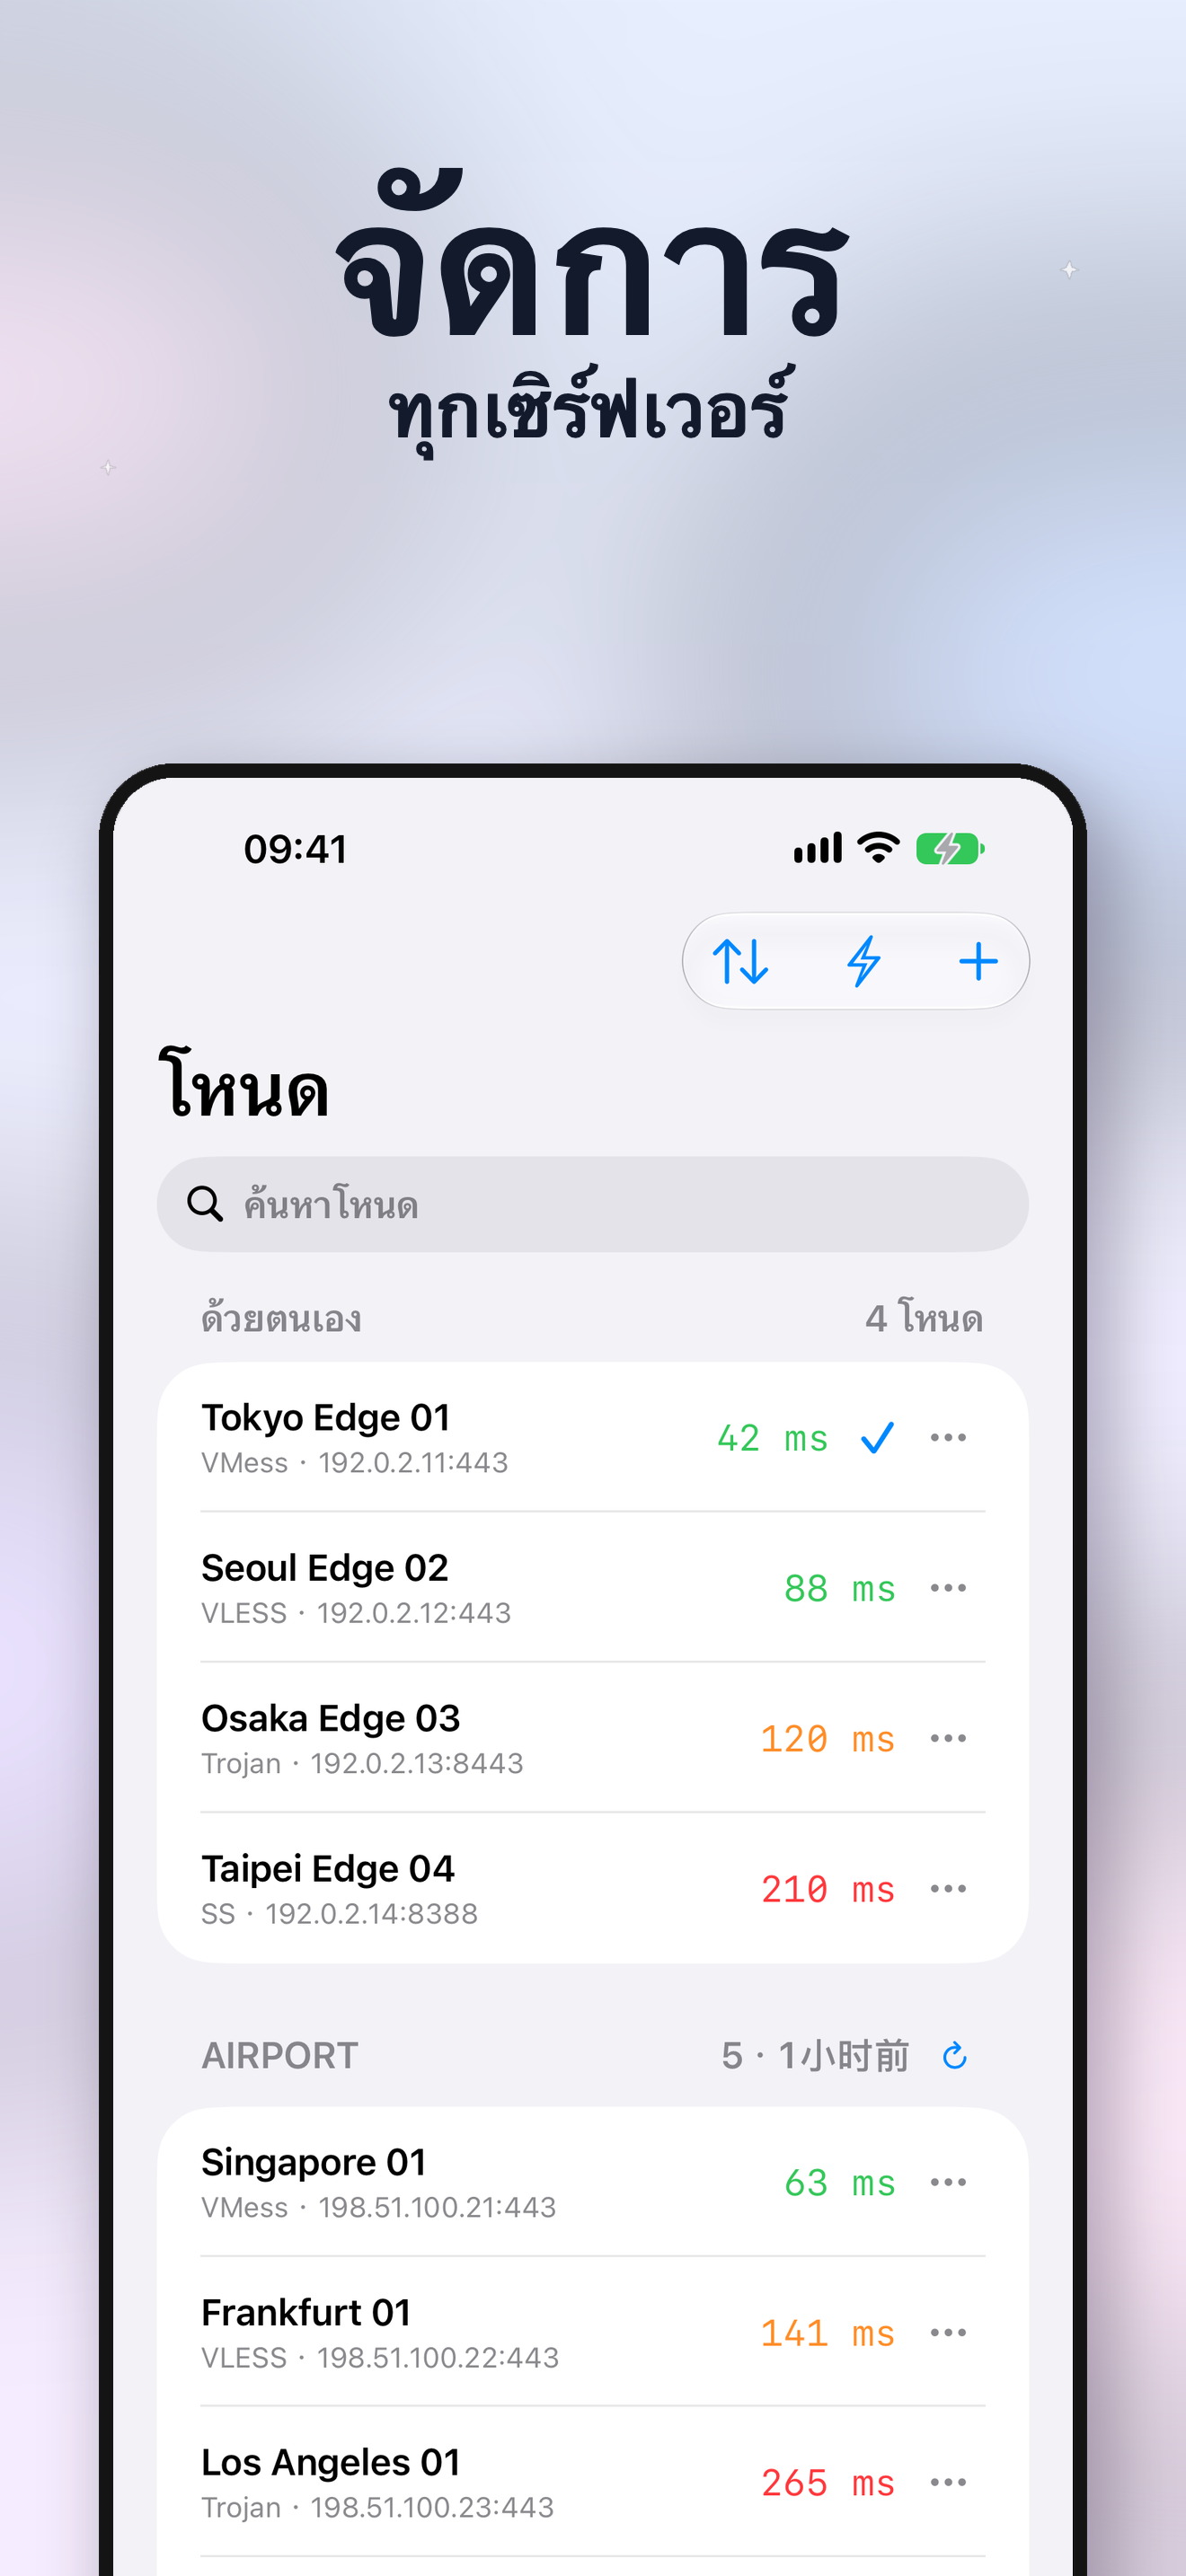 จัดการ
ทุกเซิร์ฟเวอร์
09:41
โหนด
ค้นหาโหนด
ด้วยตนเอง 4 โหนด
Tokyo Edge 01
VMess · 192.0.2.11:443
42 ms
Seoul Edge 02
VLESS · 192.0.2.12:443
88 ms
Osaka Edge 03
Trojan · 192.0.2.13:8443
120 ms
Taipei Edge 04
SS · 192.0.2.14:8388
210 ms
AIRPORT 5 · 1小时前
Singapore 01
VMess · 198.51.100.21:443
63 ms
Frankfurt 01
VLESS · 198.51.100.22:443
141 ms
Los Angeles 01
Trojan · 198.51.100.23:443
265 ms